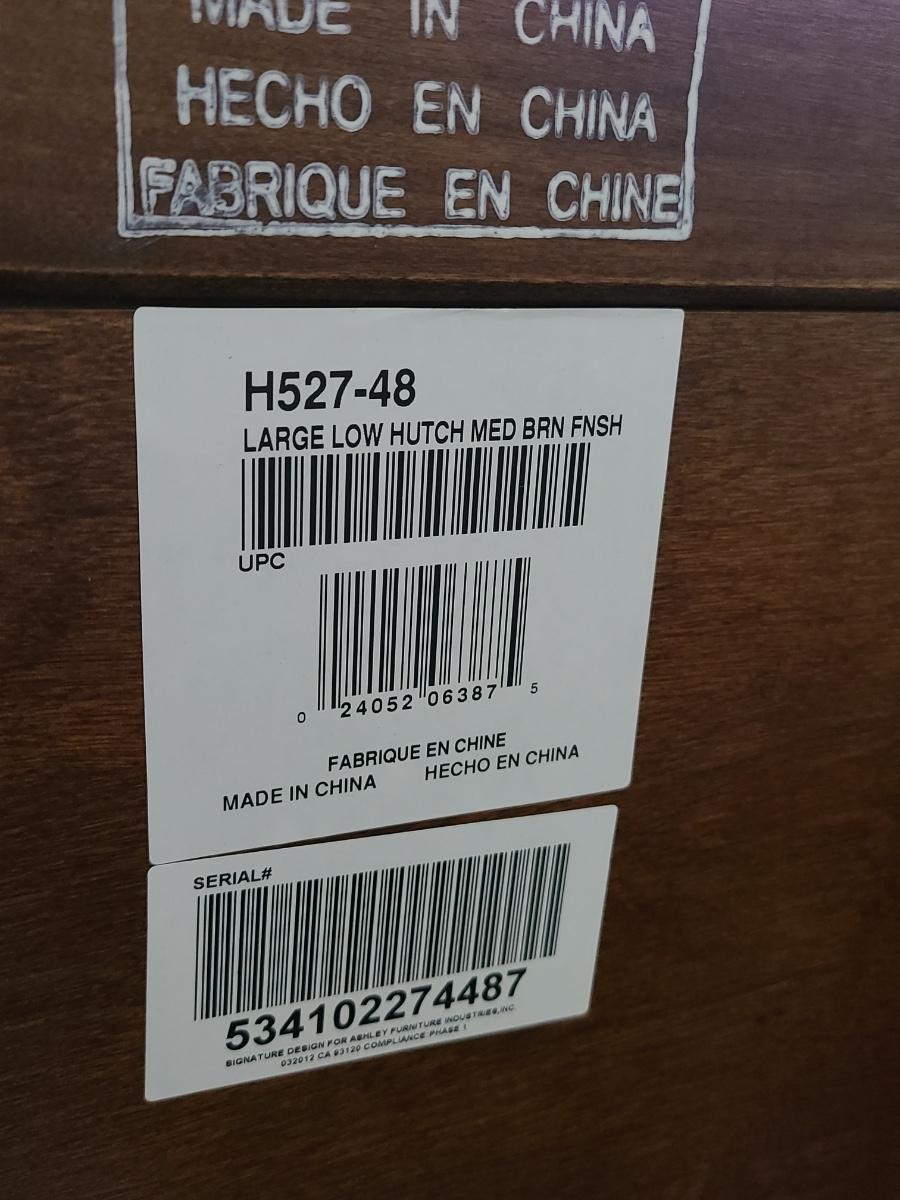 MADE IN CHINA
HECHO EN CHINA
FABRIQUE EN CHINE
H527-48
LARGE LOW HUTCH MED BRN FNSH
UPC
0 24052 06387 5
FABRIQUE EN CHINE
MADE IN CHINA HECHO EN CHINA
SERIAL#
534102274487
SIGNATURE DESIGN FOR ASHLEY FURNITURE INDUSTRIES,INC.
032012 CA 93120 COMPLIANCE PHASE 1